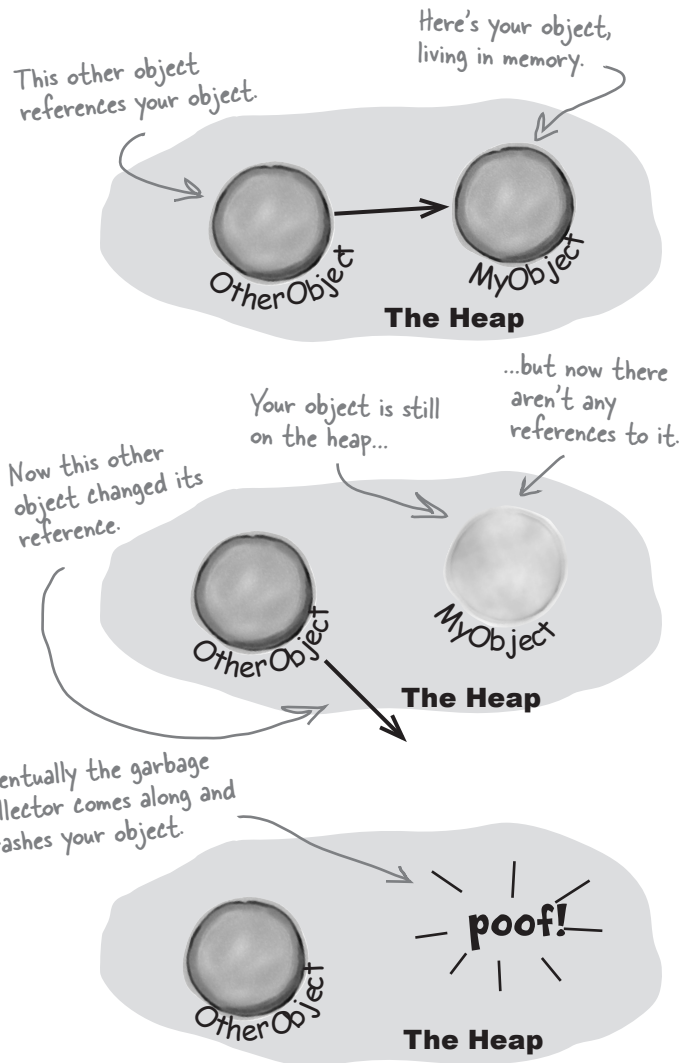 Here's your object,
living in memory.
This other object
references your object.
OtherObject
MyObject
The Heap
...but now there
aren't any
references to it.
Your object is still
on the heap...
Now this other
object changed its
reference.
OtherObject
MyObject
The Heap
the garbage
comes along and
your object.
poof!
OtherObject
The Heap